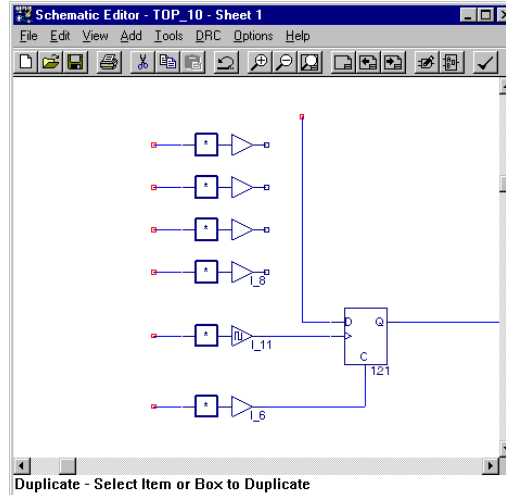 Schematic Editor - TOP_10 - Sheet 1
File Edit View Add Tools DRC Options Help
*
*
*
*
I_8
D Q
*
I_11
C
121
*
I_6
Duplicate - Select Item or Box to Duplicate